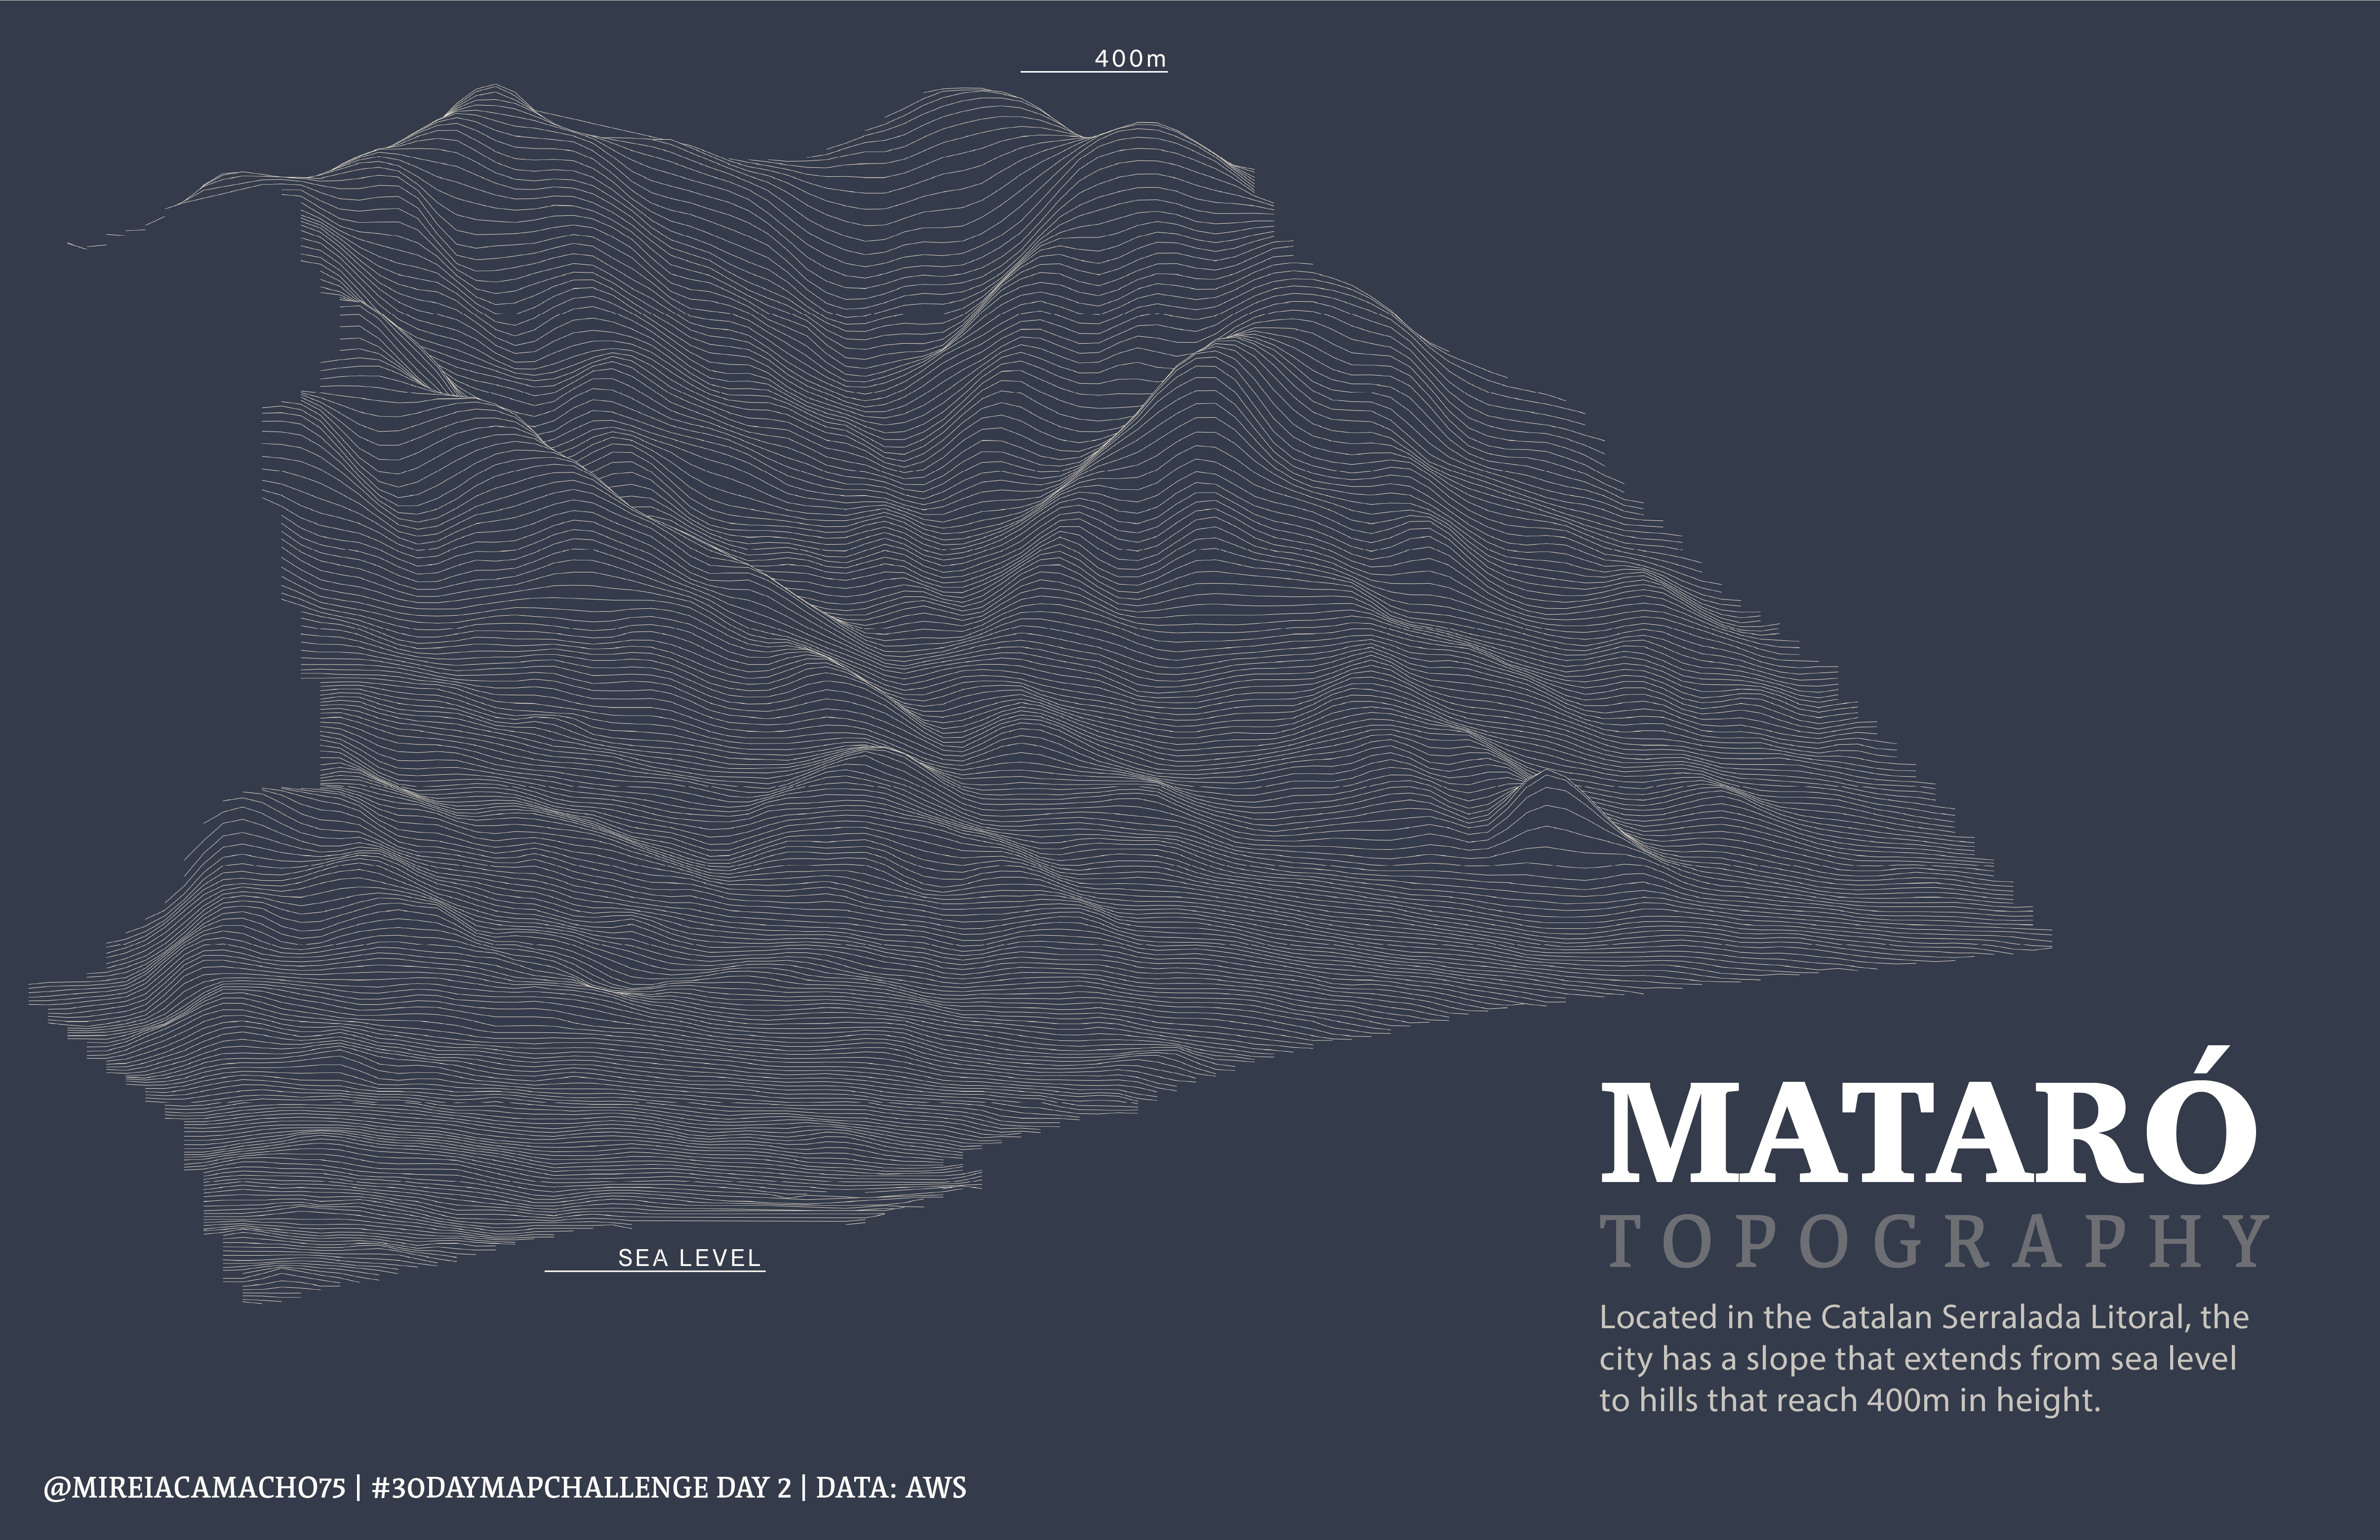 400m
SEA LEVEL
MATARÓ
TOPOGRAPHY
Located in the Catalan Serralada Litoral, the
city has a slope that extends from sea level
to hills that reach 400m in height.
@MIREIACAMACHO75 | #30DAYMAPCHALLENGE DAY 2 | DATA: AWS